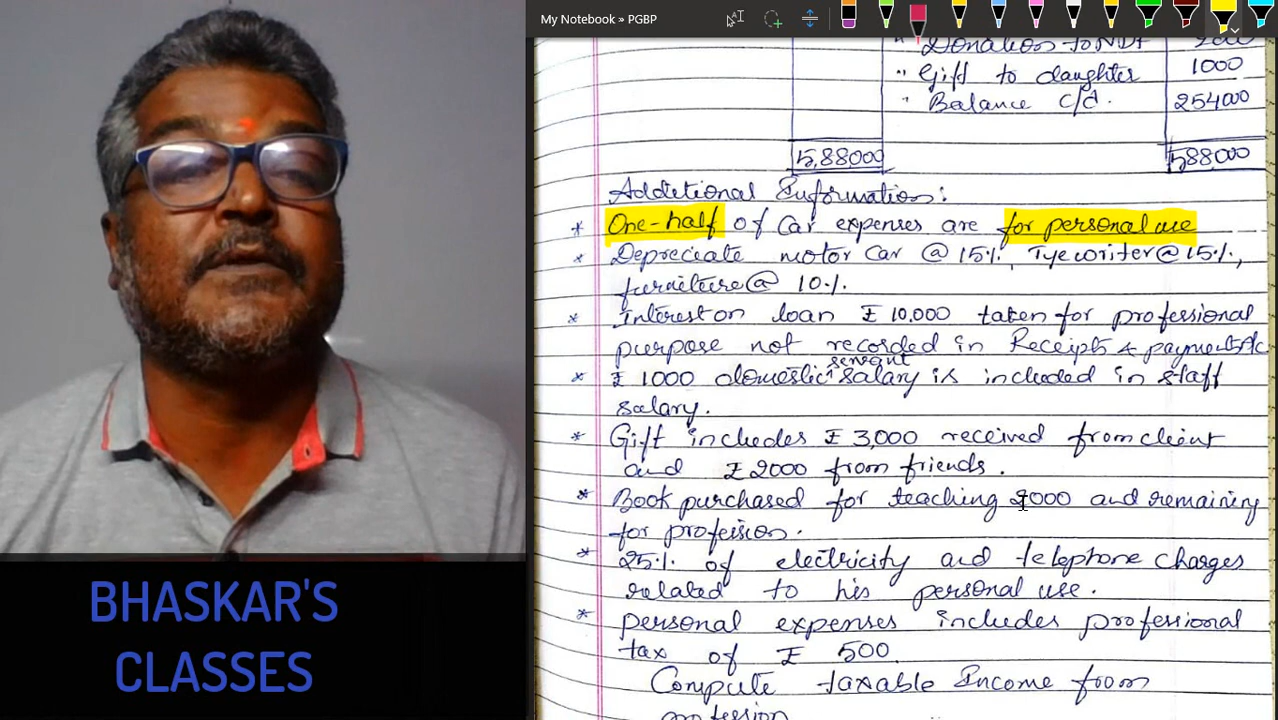 My Notebook » PGBP
" Donation to NDF 2000
" Gift to daughter 1000
" Balance c/d. 254000
5,88000 588000
Additional Information:
* One-half of Car expenses are for personal use
* Depreciate motor car @ 15%, Tyewriter @ 15%,
furniture @ 10%.
* Interest on loan ₹ 10,000 taken for professional
purpose not recorded in Receipts & payments A/c
* ₹ 1000 domestic servant salary is included in staff
salary.
* Gift includes ₹ 3,000 received from client
and ₹ 2000 from friends.
* Book purchased for teaching 2000 and remaining
for profession.
* 25% of electricity and telephone charges
related to his personal use.
* personal expenses includes professional
tax of ₹ 500
Compute taxable Income from
profession
BHASKAR'S
CLASSES